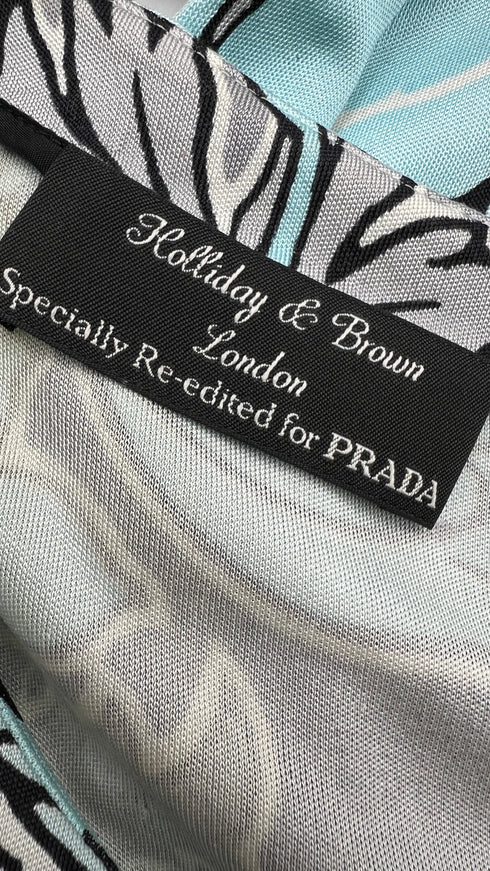 Holliday & Brown
London
Specially Re-edited for PRADA